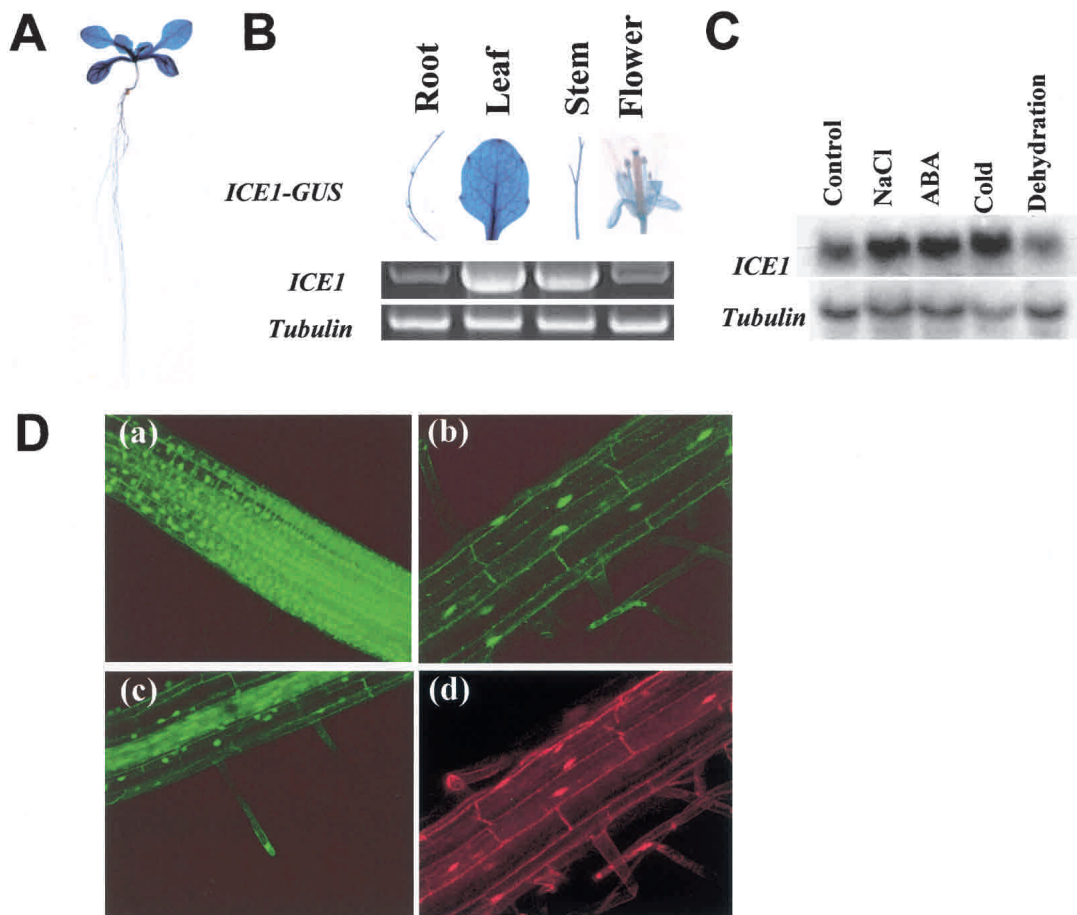 A
B
C
Root
Leaf
Stem
Flower
ICE1-GUS
ICE1
Tubulin
Control
NaCl
ABA
Cold
Dehydration
ICE1
Tubulin
D
(a)
(b)
(c)
(d)